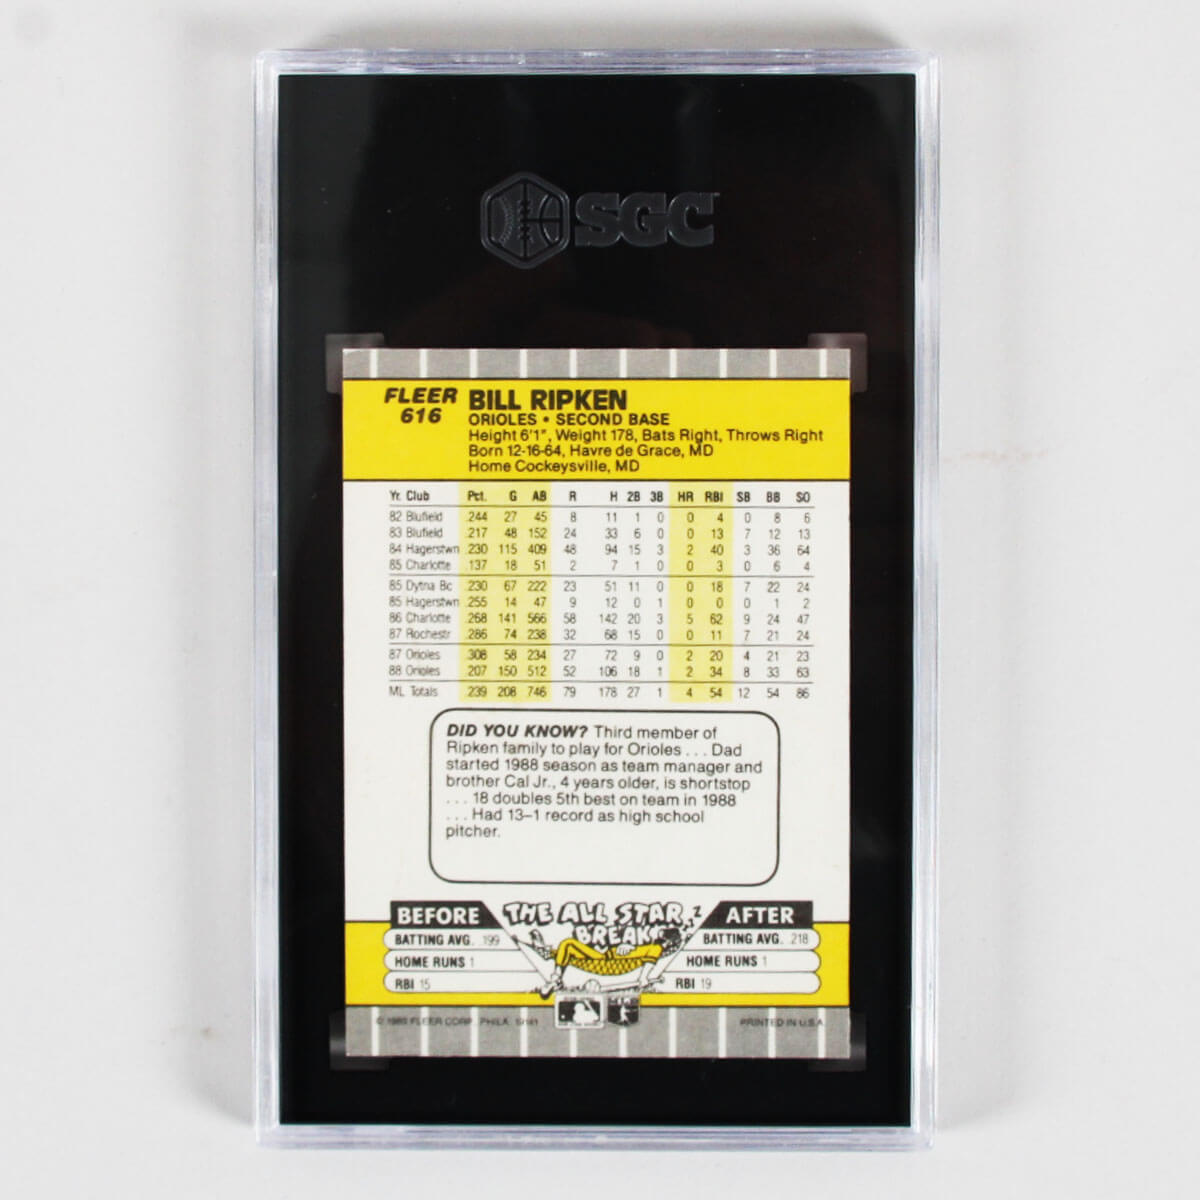 SGC
FLEER
616
BILL RIPKEN
ORIOLES • SECOND BASE
Height 6'1", Weight 178, Bats Right, Throws Right
Born 12-16-64, Havre de Grace, MD
Home Cockeysville, MD
Yr. Club Pct. G AB R H 2B 3B HR RBI SB BB SO
82 Blufield .244 27 45 8 11 1 0 0 4 0 8 6
83 Blufield .217 48 152 24 33 6 0 0 13 7 12 13
84 Hagerstwn .230 115 409 48 94 15 3 2 40 3 36 64
85 Charlotte .137 18 51 2 7 1 0 0 3 0 6 4
85 Dytna Bc .230 67 222 23 51 11 0 0 18 7 22 24
85 Hagerstwn .255 14 47 9 12 0 1 0 0 0 1 2
86 Charlotte .268 141 566 58 142 20 3 5 62 9 24 47
87 Rochestr .286 74 238 32 68 15 0 0 11 7 21 24
87 Orioles .308 58 234 27 72 9 0 2 20 4 21 23
88 Orioles .207 150 512 52 106 18 1 2 34 8 33 63
ML Totals .239 208 746 79 178 27 1 4 54 12 54 86
DID YOU KNOW? Third member of
Ripken family to play for Orioles . . . Dad
started 1988 season as team manager and
brother Cal Jr., 4 years older, is shortstop
. . . 18 doubles 5th best on team in 1988
. . . Had 13–1 record as high school
pitcher.
BEFORE THE ALL STAR BREAK AFTER
Z
BATTING AVG. .199 BATTING AVG. .218
HOME RUNS 1 HOME RUNS 1
RBI 15 RBI 19
© 1989 FLEER CORP., PHILA. 19141 PRINTED IN U.S.A.